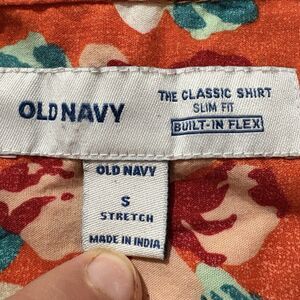 OLD NAVY
THE CLASSIC SHIRT
SLIM FIT
BUILT-IN FLEX
OLD NAVY
S
STRETCH
MADE IN INDIA